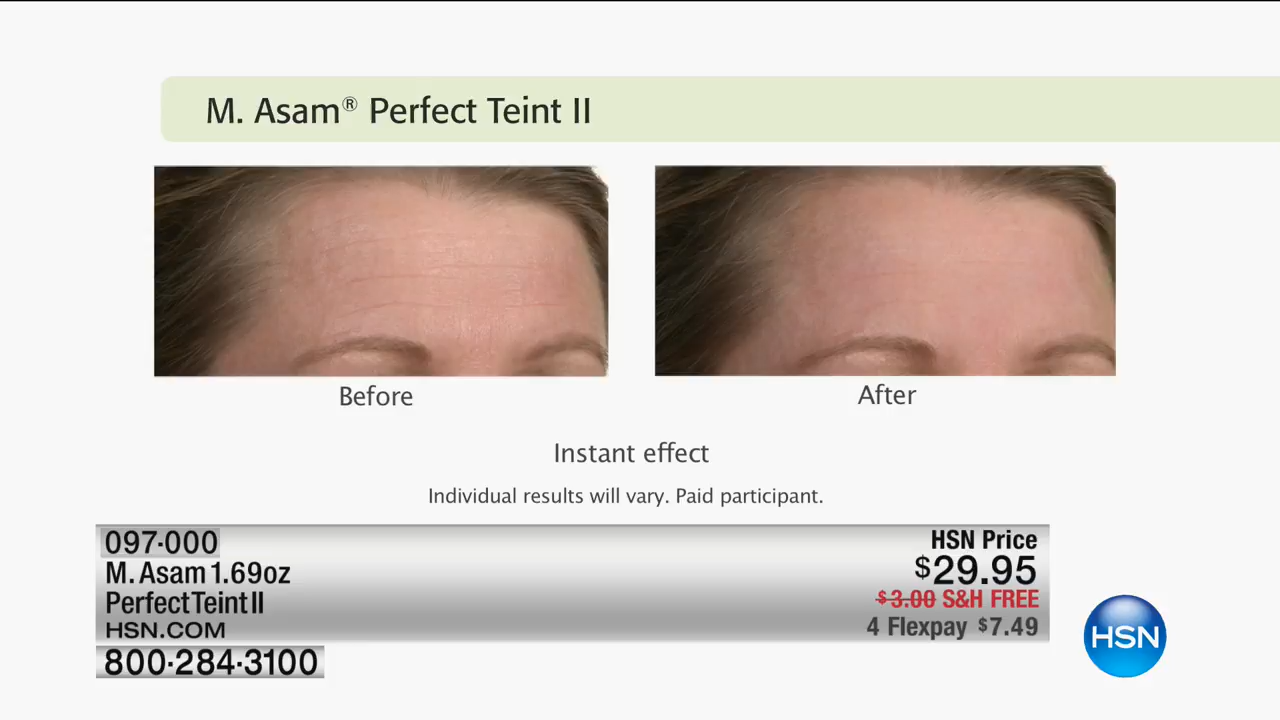 M. Asam® Perfect Teint II
Before
After
Instant effect
Individual results will vary. Paid participant.
097-000
M. Asam 1.69oz
Perfect Teint II
HSN.COM
800-284-3100
HSN Price
$29.95
$3.00 S&H FREE
4 Flexpay $7.49
HSN